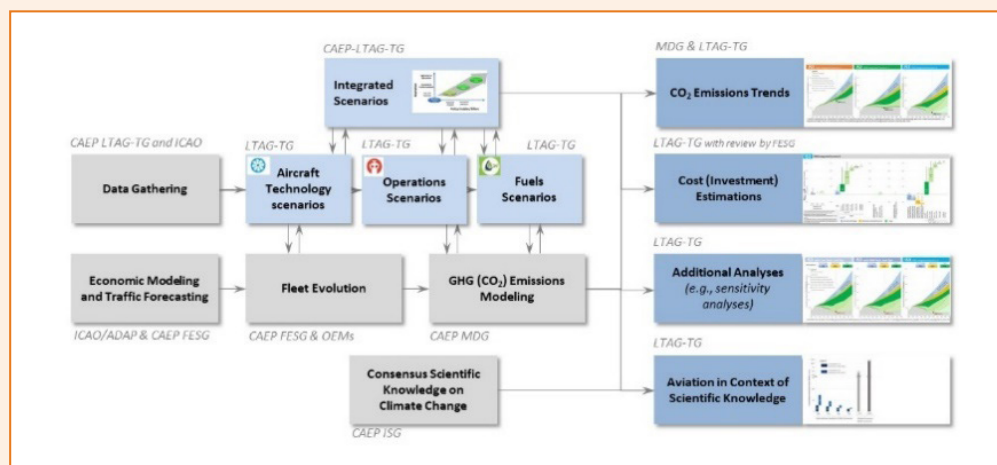 CAEP-LTAG-TG
MDG & LTAG-TG
Integrated
Scenarios
CO₂ Emissions Trends
CAEP LTAG-TG and ICAO
LTAG-TG
LTAG-TG
LTAG-TG
LTAG-TG with review by FESG
Data Gathering
Aircraft
Technology
scenarios
Operations
Scenarios
Fuels
Scenarios
Cost (Investment)
Estimations
LTAG-TG
Economic Modeling
and Traffic Forecasting
Fleet Evolution
GHG (CO₂) Emissions
Modeling
Additional Analyses
(e.g., sensitivity
analyses)
ICAO/ADAP & CAEP FESG
CAEP FESG & OEMs
CAEP MDG
LTAG-TG
Consensus Scientific
Knowledge on
Climate Change
Aviation in Context of
Scientific Knowledge
CAEP ISG